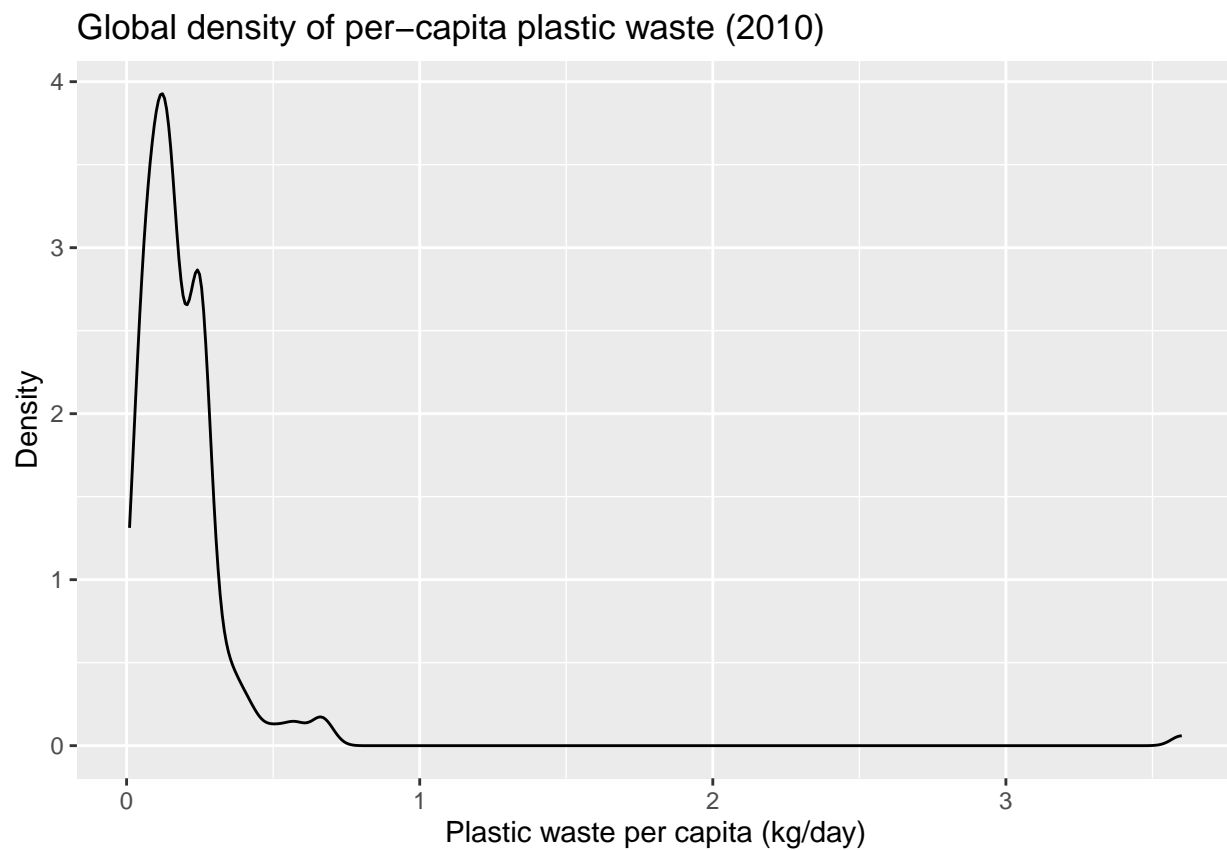 Global density of per−capita plastic waste (2010)
4
3
2
1
0
Density
0 1 2 3
Plastic waste per capita (kg/day)